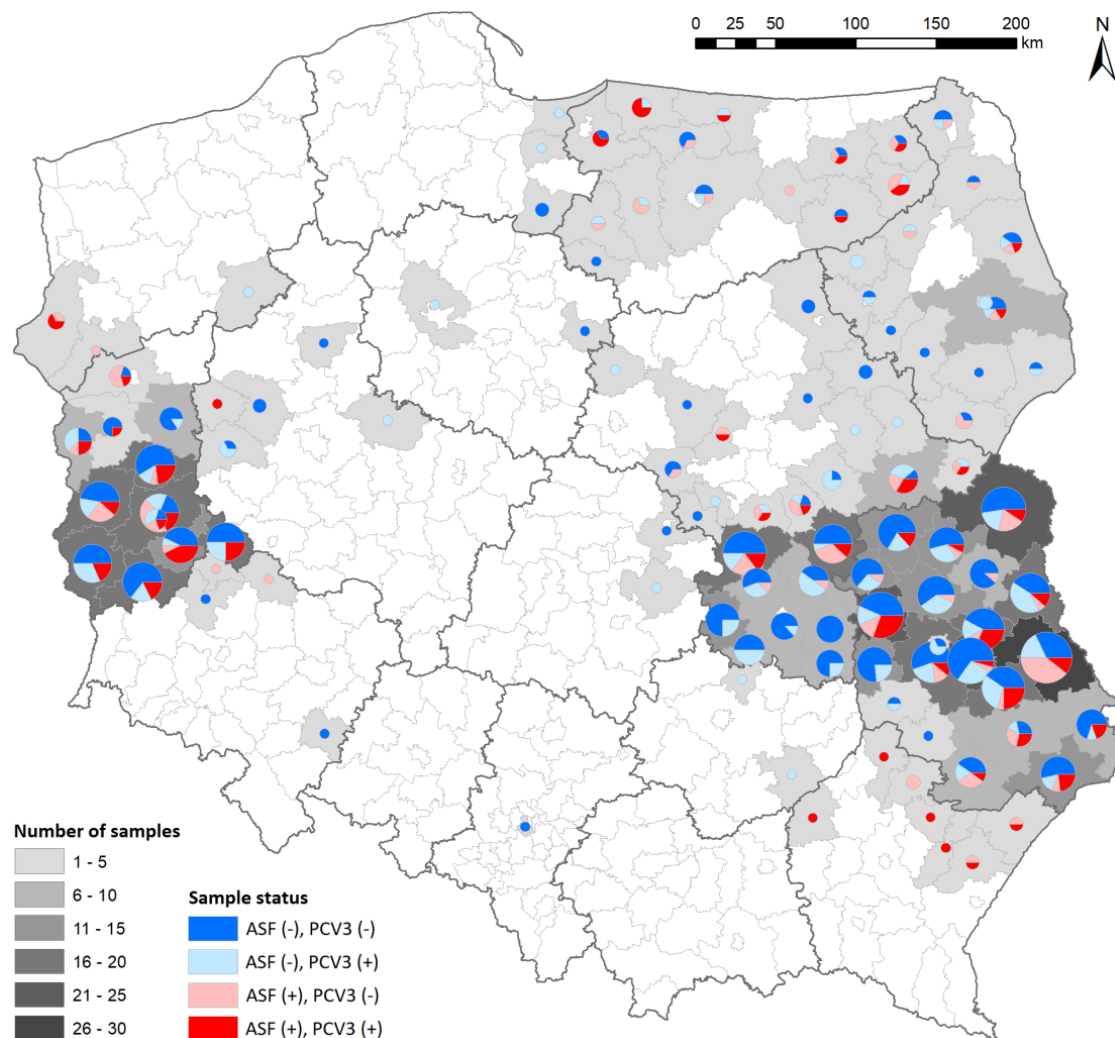 0 25 50 100 150 200
km
N
Number of samples
1 - 5
6 - 10
11 - 15
16 - 20
21 - 25
26 - 30
Sample status
ASF (-), PCV3 (-)
ASF (-), PCV3 (+)
ASF (+), PCV3 (-)
ASF (+), PCV3 (+)